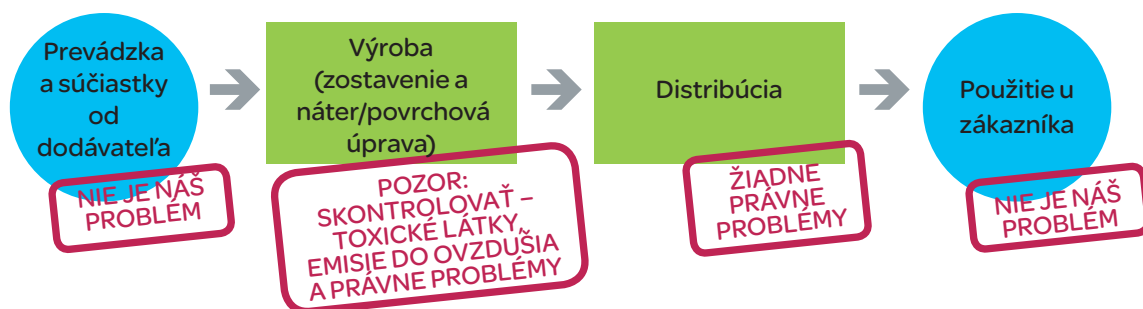 Prevádzka
a súčiastky
od
dodávateľa
NIE JE NÁŠ
PROBLÉM
Výroba
(zostavenie a
náter/povrchová
úprava)
POZOR:
SKONTROLOVAŤ –
TOXICKÉ LÁTKY,
EMISIE DO OVZDUŠIA
A PRÁVNE PROBLÉMY
Distribúcia
ŽIADNE
PRÁVNE
PROBLÉMY
Použitie u
zákazníka
NIE JE NÁŠ
PROBLÉM